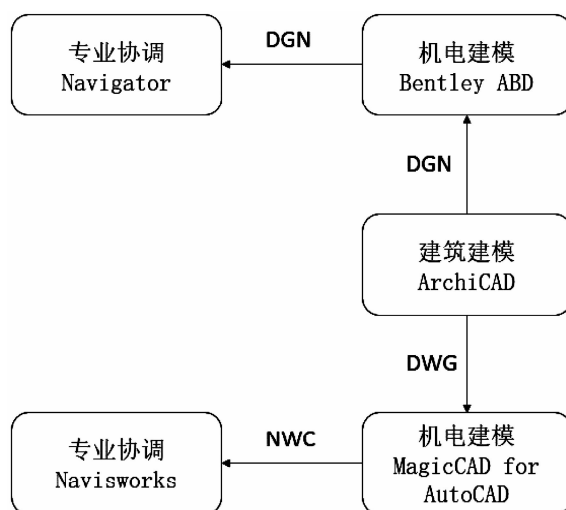 专业协调
Navigator
DGN
机电建模
Bentley ABD
DGN
建筑建模
ArchiCAD
DWG
专业协调
Navisworks
NWC
机电建模
MagicCAD for
AutoCAD